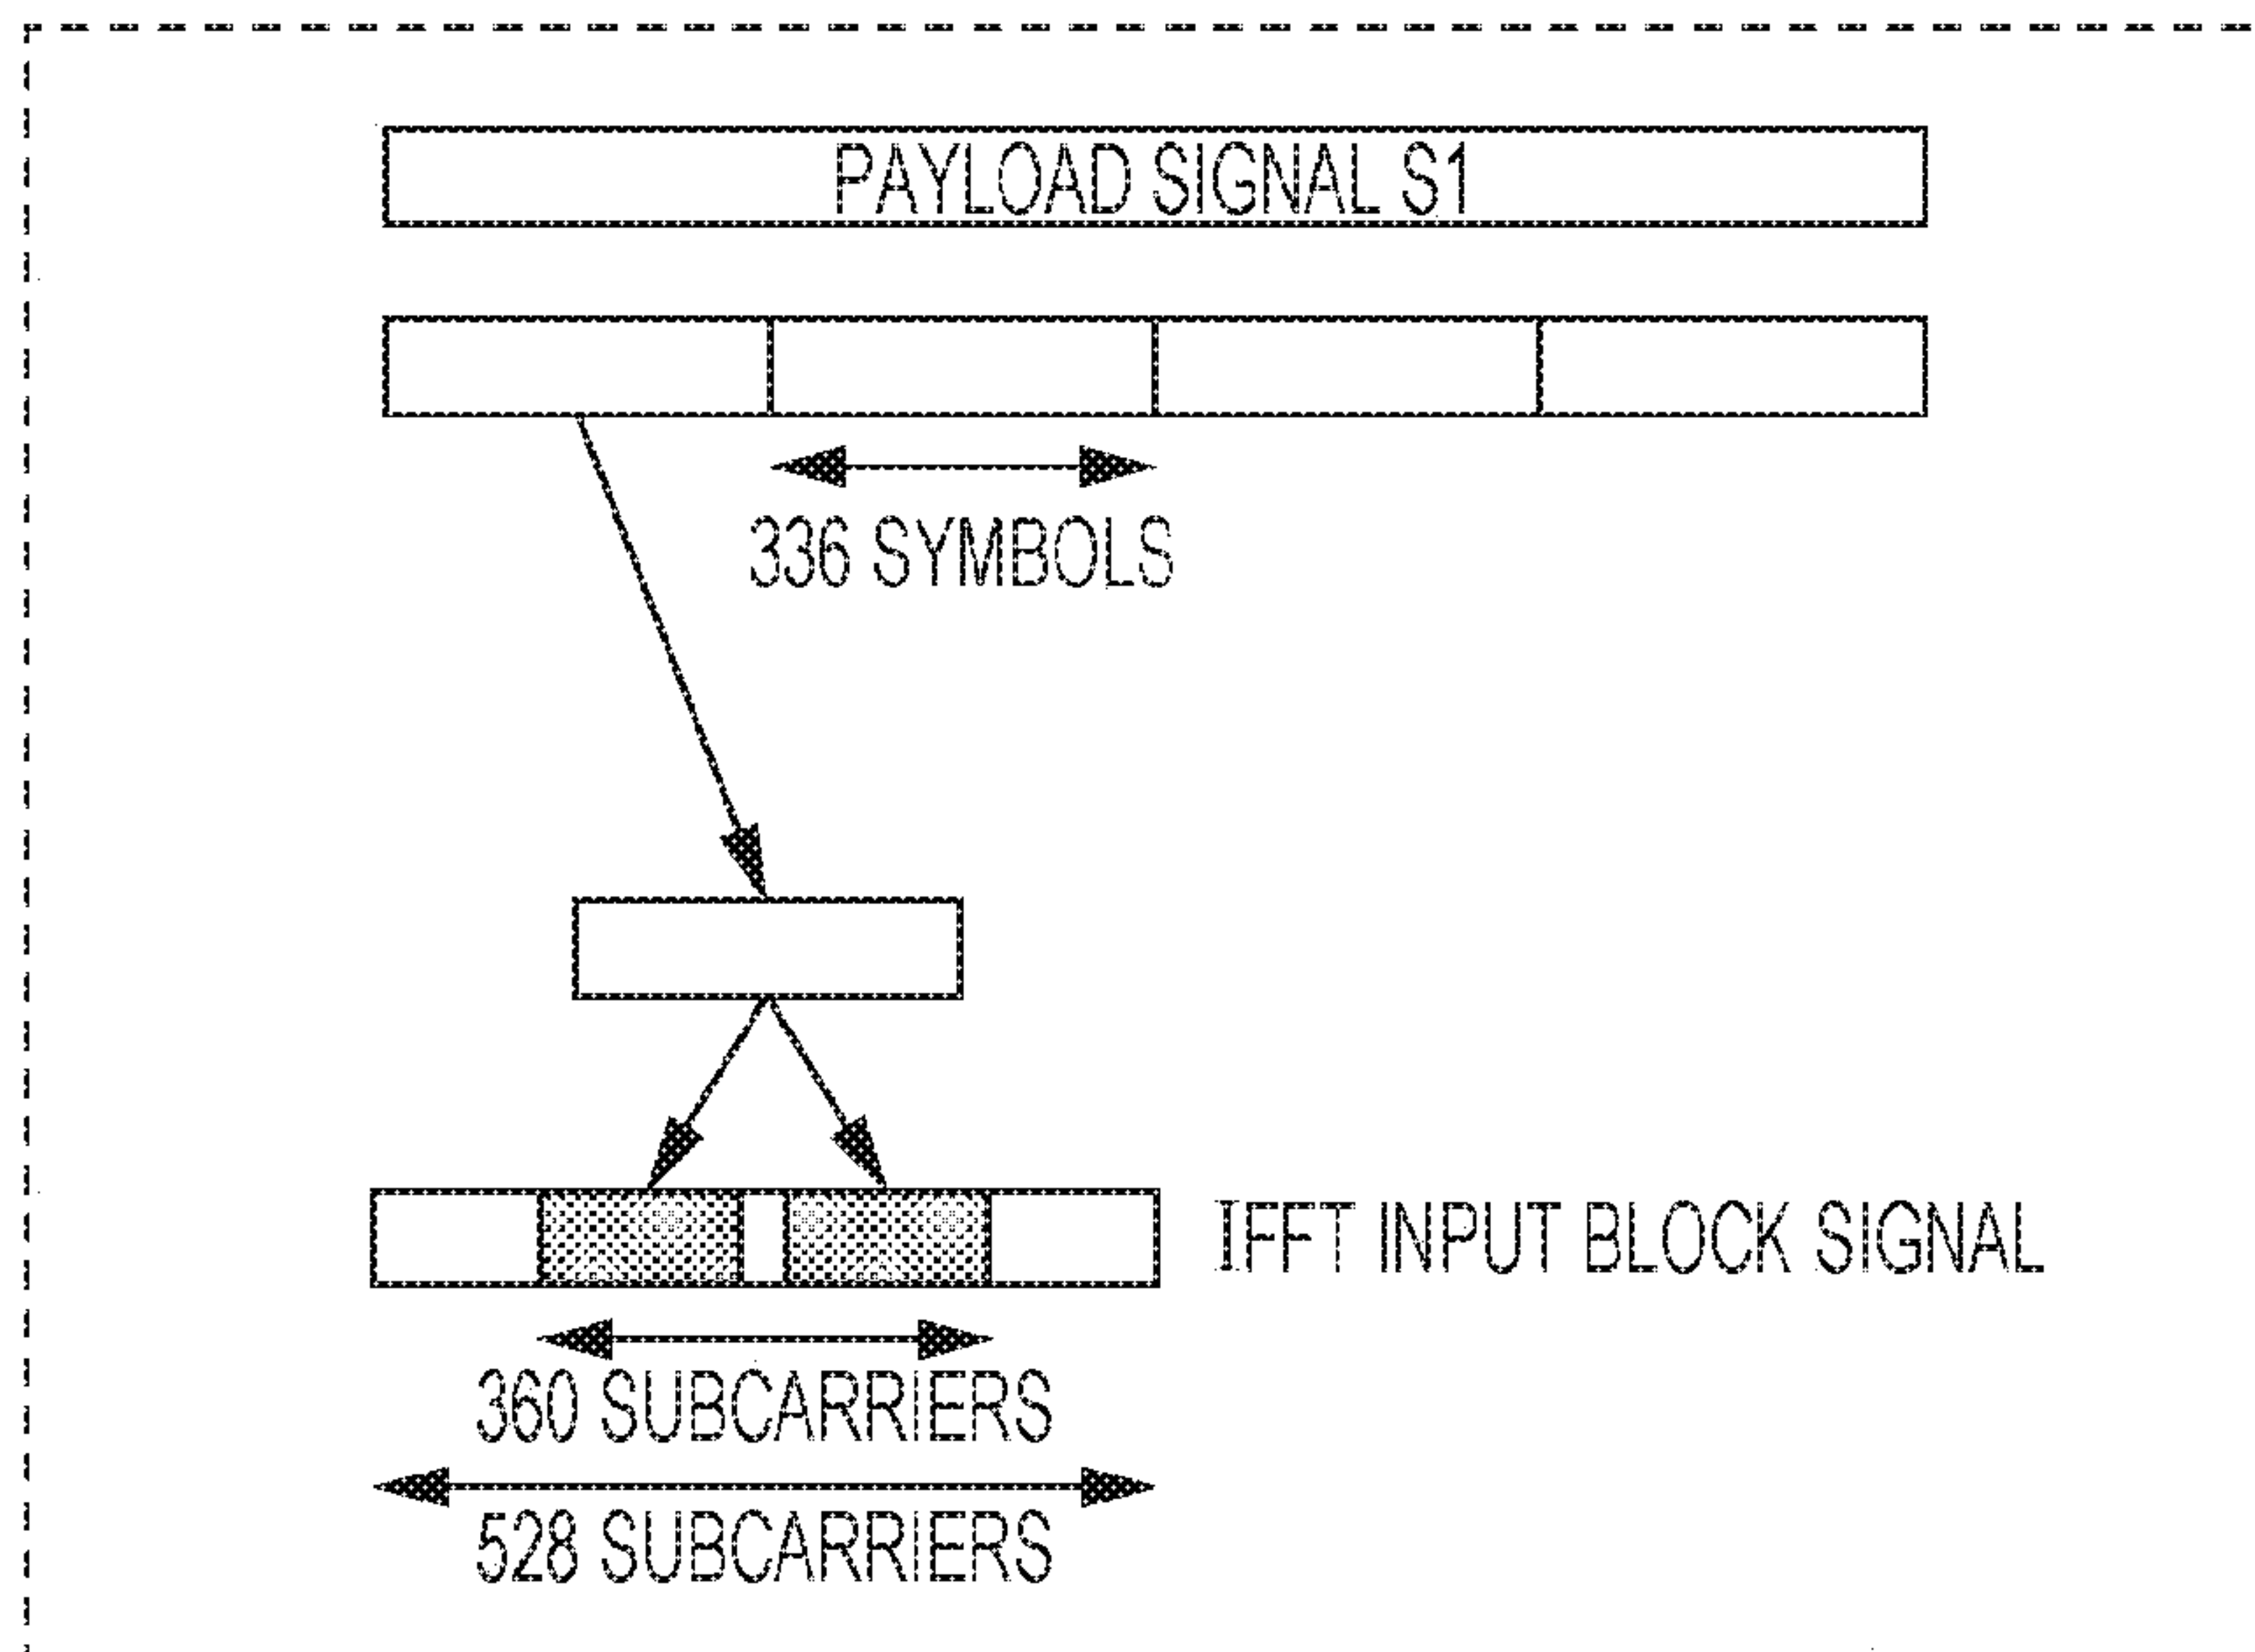 PAYLOAD SIGNAL S1
336 SYMBOLS
IFFT INPUT BLOCK SIGNAL
360 SUBCARRIERS
528 SUBCARRIERS